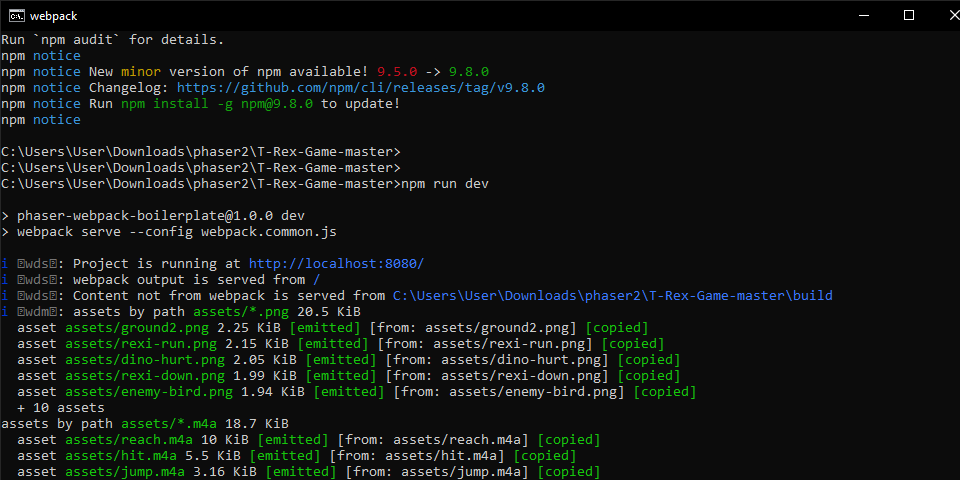 webpack
Run `npm audit` for details.
npm notice
npm notice New minor version of npm available! 9.5.0 -> 9.8.0
npm notice Changelog: https://github.com/npm/cli/releases/tag/v9.8.0
npm notice Run npm install -g npm@9.8.0 to update!
npm notice
C:\Users\User\Downloads\phaser2\T-Rex-Game-master>
C:\Users\User\Downloads\phaser2\T-Rex-Game-master>
C:\Users\User\Downloads\phaser2\T-Rex-Game-master>npm run dev
> phaser-webpack-boilerplate@1.0.0 dev
> webpack serve --config webpack.common.js
i wds: Project is running at http://localhost:8080/
i wds: webpack output is served from /
i wds: Content not from webpack is served from C:\Users\User\Downloads\phaser2\T-Rex-Game-master\build
i wdm: assets by path assets/*.png 20.5 KiB
asset assets/ground2.png 2.25 KiB [emitted] [from: assets/ground2.png] [copied]
asset assets/rexi-run.png 2.15 KiB [emitted] [from: assets/rexi-run.png] [copied]
asset assets/dino-hurt.png 2.05 KiB [emitted] [from: assets/dino-hurt.png] [copied]
asset assets/rexi-down.png 1.99 KiB [emitted] [from: assets/rexi-down.png] [copied]
asset assets/enemy-bird.png 1.94 KiB [emitted] [from: assets/enemy-bird.png] [copied]
+ 10 assets
assets by path assets/*.m4a 18.7 KiB
asset assets/reach.m4a 10 KiB [emitted] [from: assets/reach.m4a] [copied]
asset assets/hit.m4a 5.5 KiB [emitted] [from: assets/hit.m4a] [copied]
asset assets/jump.m4a 3.16 KiB [emitted] [from: assets/jump.m4a] [copied]